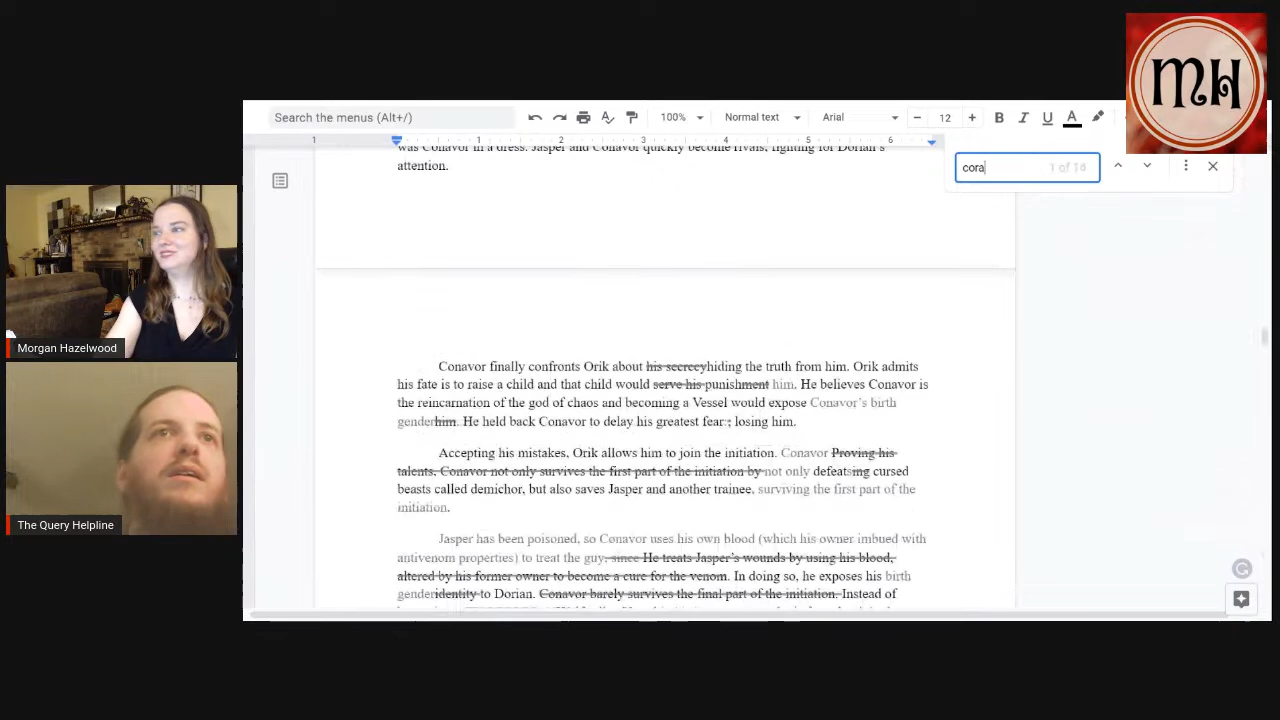 MH
Search the menus (Alt+/)
100%
Normal text
Arial
12
B I U A
1 1 2 3 4 5 6
cora 1 of 16
was Conavor in a dress. Jasper and Conavor quickly become rivals, fighting for Dorian's
attention.
Conavor finally confronts Orik about his secrecyhiding the truth from him. Orik admits
his fate is to raise a child and that child would serve his punishment him. He believes Conavor is
the reincarnation of the god of chaos and becoming a Vessel would expose Conavor's birth
genderhim. He held back Conavor to delay his greatest fear:; losing him.
Accepting his mistakes, Orik allows him to join the initiation. Conavor Proving his
talents, Conavor not only survives the first part of the initiation by not only defeatsing cursed
beasts called demichor, but also saves Jasper and another trainee, surviving the first part of the
initiation.
Jasper has been poisoned, so Conavor uses his own blood (which his owner imbued with
antivenom properties) to treat the guy, since He treats Jasper's wounds by using his blood,
altered by his former owner to become a cure for the venom. In doing so, he exposes his birth
genderidentity to Dorian. Conavor barely survives the final part of the initiation. Instead of
Morgan Hazelwood
The Query Helpline